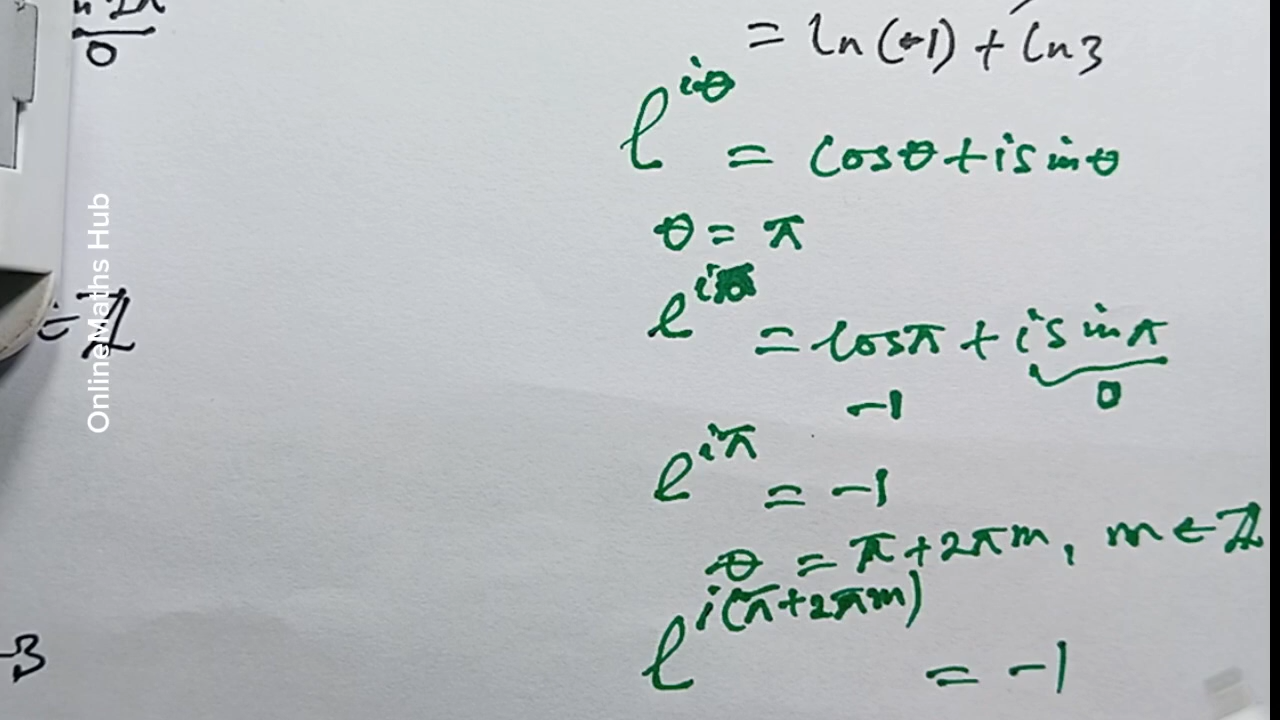 0
= ln(-1) + ln3
e^{iθ} = cosθ + i sinθ
θ = π
e^{iπ} = cosπ + i sinπ
-1 0
e^{iπ} = -1
θ = π + 2πm, m ∈ ℤ
e^{i(π+2πm)} = -1
∈ ℤ
-3
OnlineMaths Hub